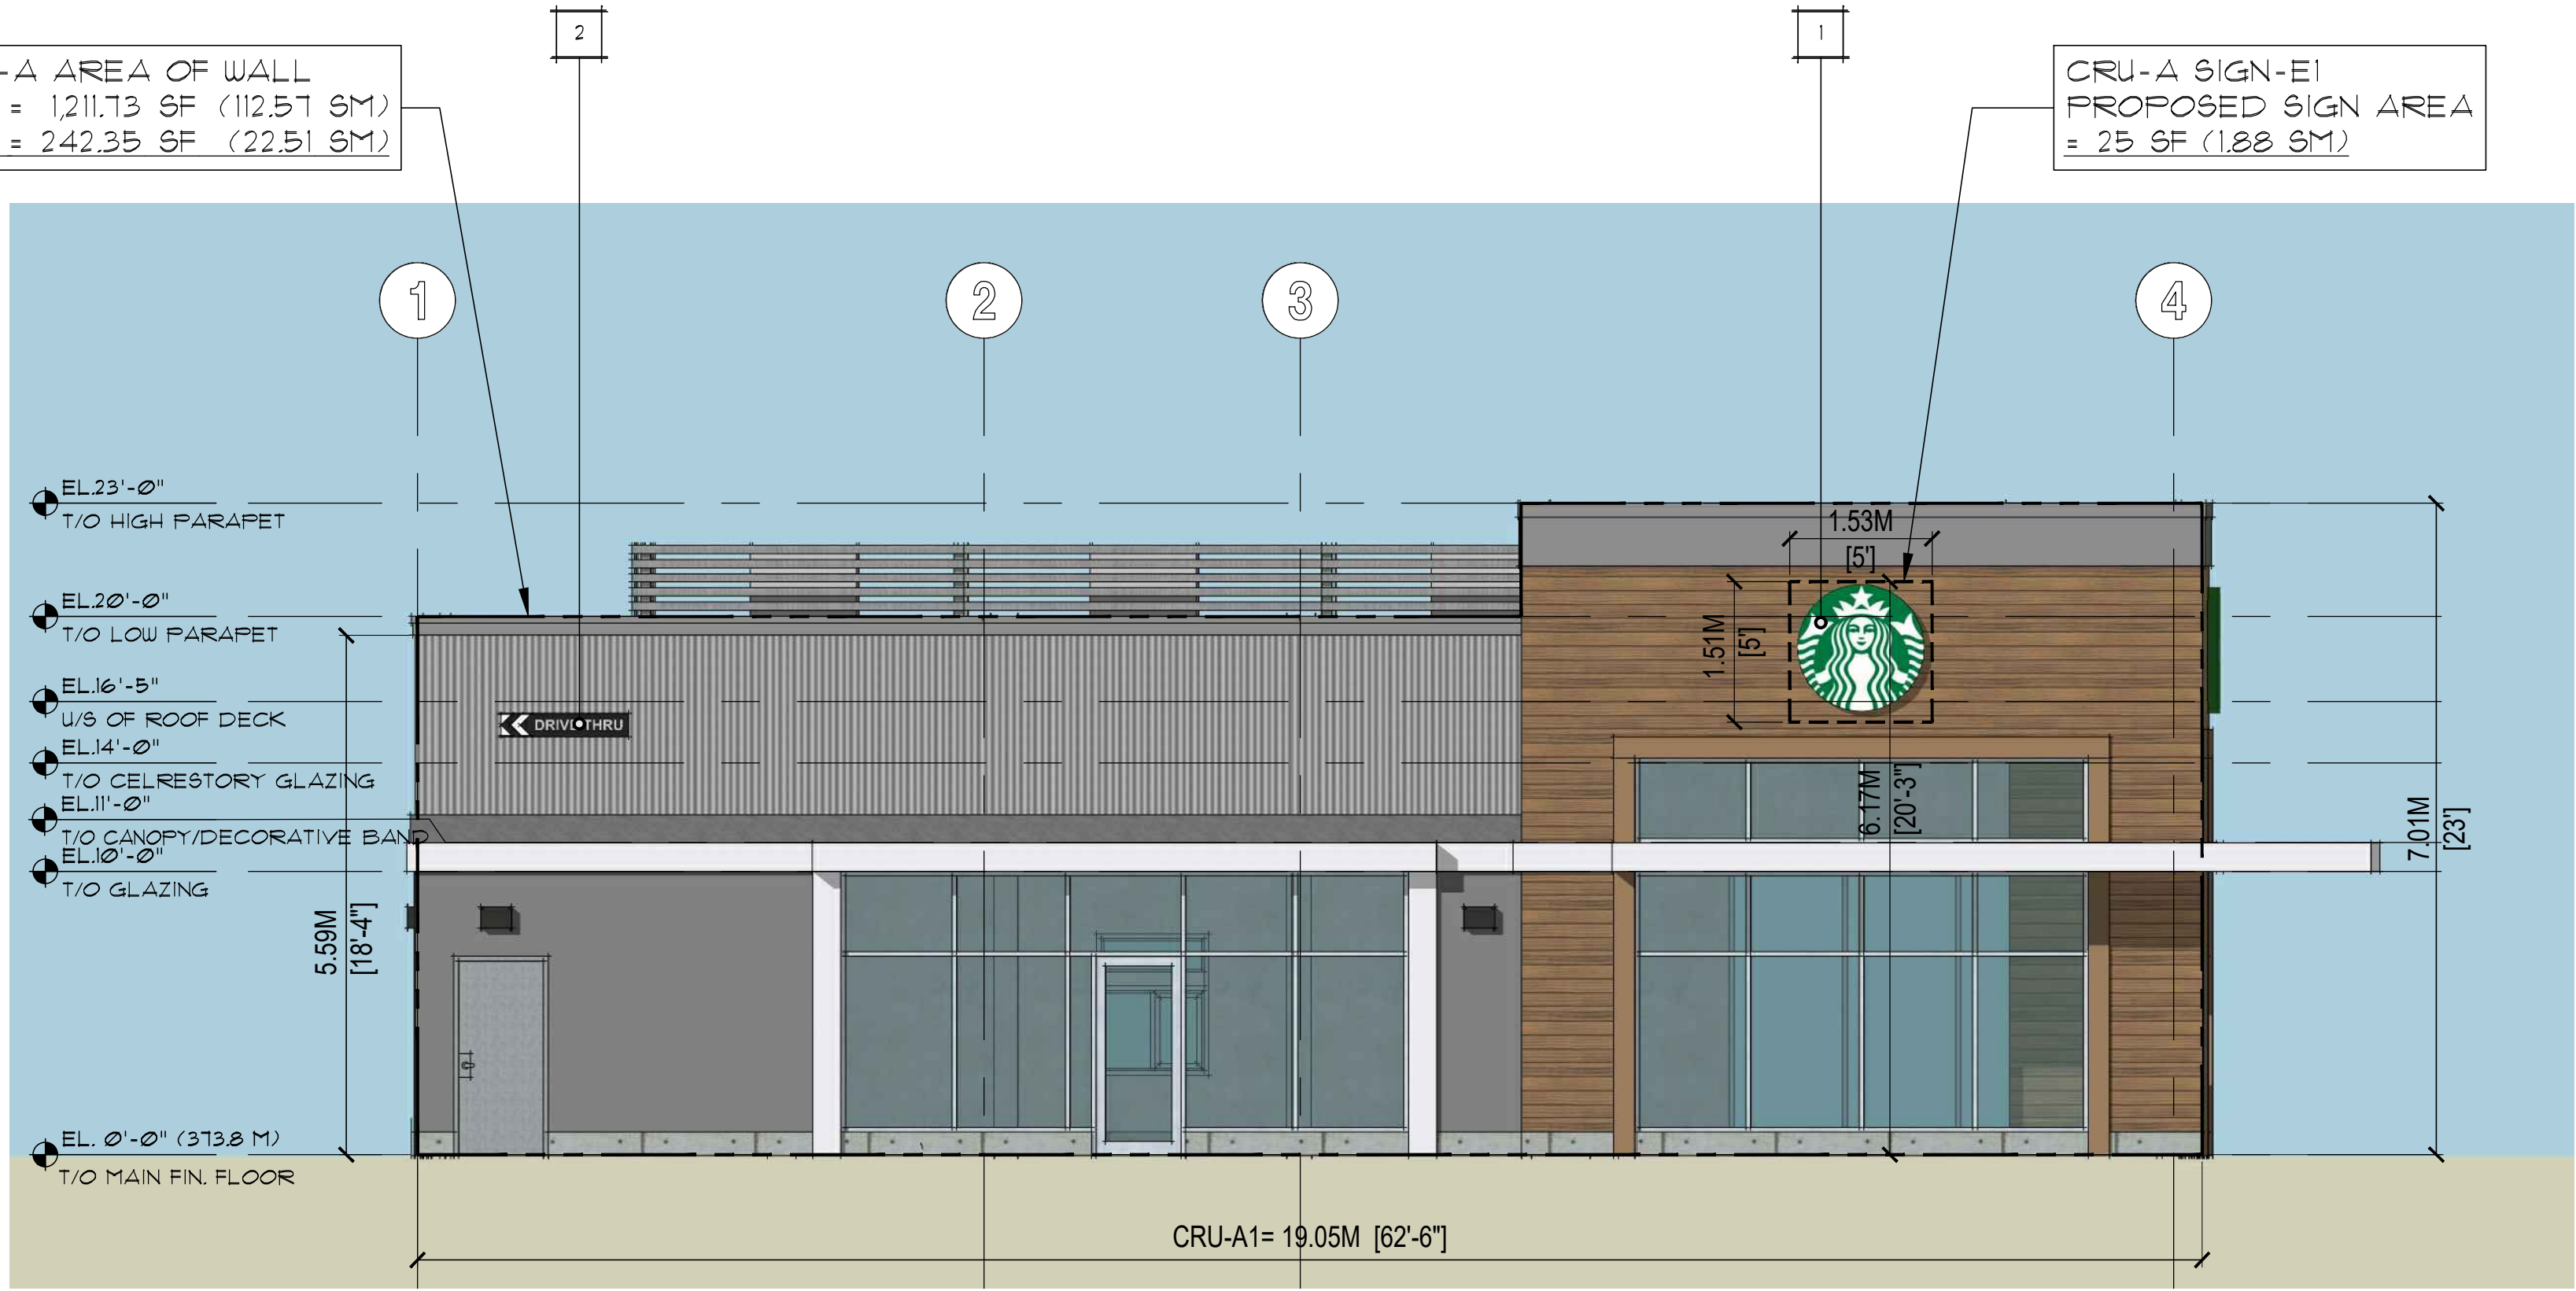 2
1
-A AREA OF WALL
= 1,211.73 SF (112.57 SM)
= 242.35 SF (22.51 SM)
CRU-A SIGN-E1
PROPOSED SIGN AREA
= 25 SF (1.88 SM)
1
2
3
4
EL.23'-0"
T/O HIGH PARAPET
EL.20'-0"
T/O LOW PARAPET
EL.16'-5"
U/S OF ROOF DECK
EL.14'-0"
T/O CELRESTORY GLAZING
EL.11'-0"
T/O CANOPY/DECORATIVE BAND
EL.10'-0"
T/O GLAZING
EL. 0'-0" (373.8 M)
T/O MAIN FIN. FLOOR
5.59M
[18'-4"]
DRIVE THRU
1.53M
[5']
1.51M
[5']
6.17M
[20'-3"]
7.01M
[23']
CRU-A1= 19.05M [62'-6"]